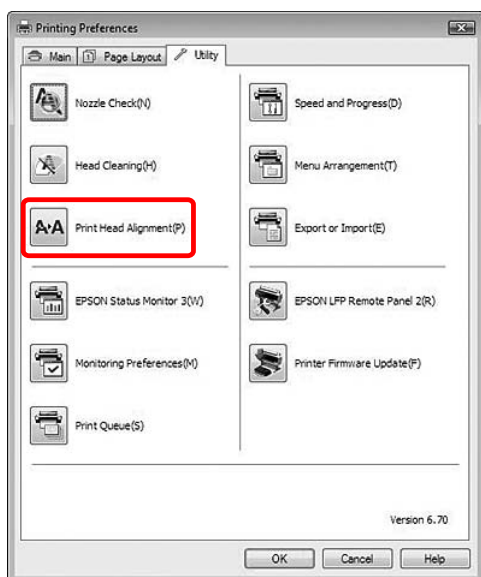 Printing Preferences
Main Page Layout Utility
Nozzle Check(N)
Head Cleaning(H)
A▸A Print Head Alignment(P)
EPSON Status Monitor 3(W)
Monitoring Preferences(M)
Print Queue(S)
Speed and Progress(D)
Menu Arrangement(T)
Export or Import(E)
EPSON LFP Remote Panel 2(R)
Printer Firmware Update(F)
Version 6.70
OK Cancel Help